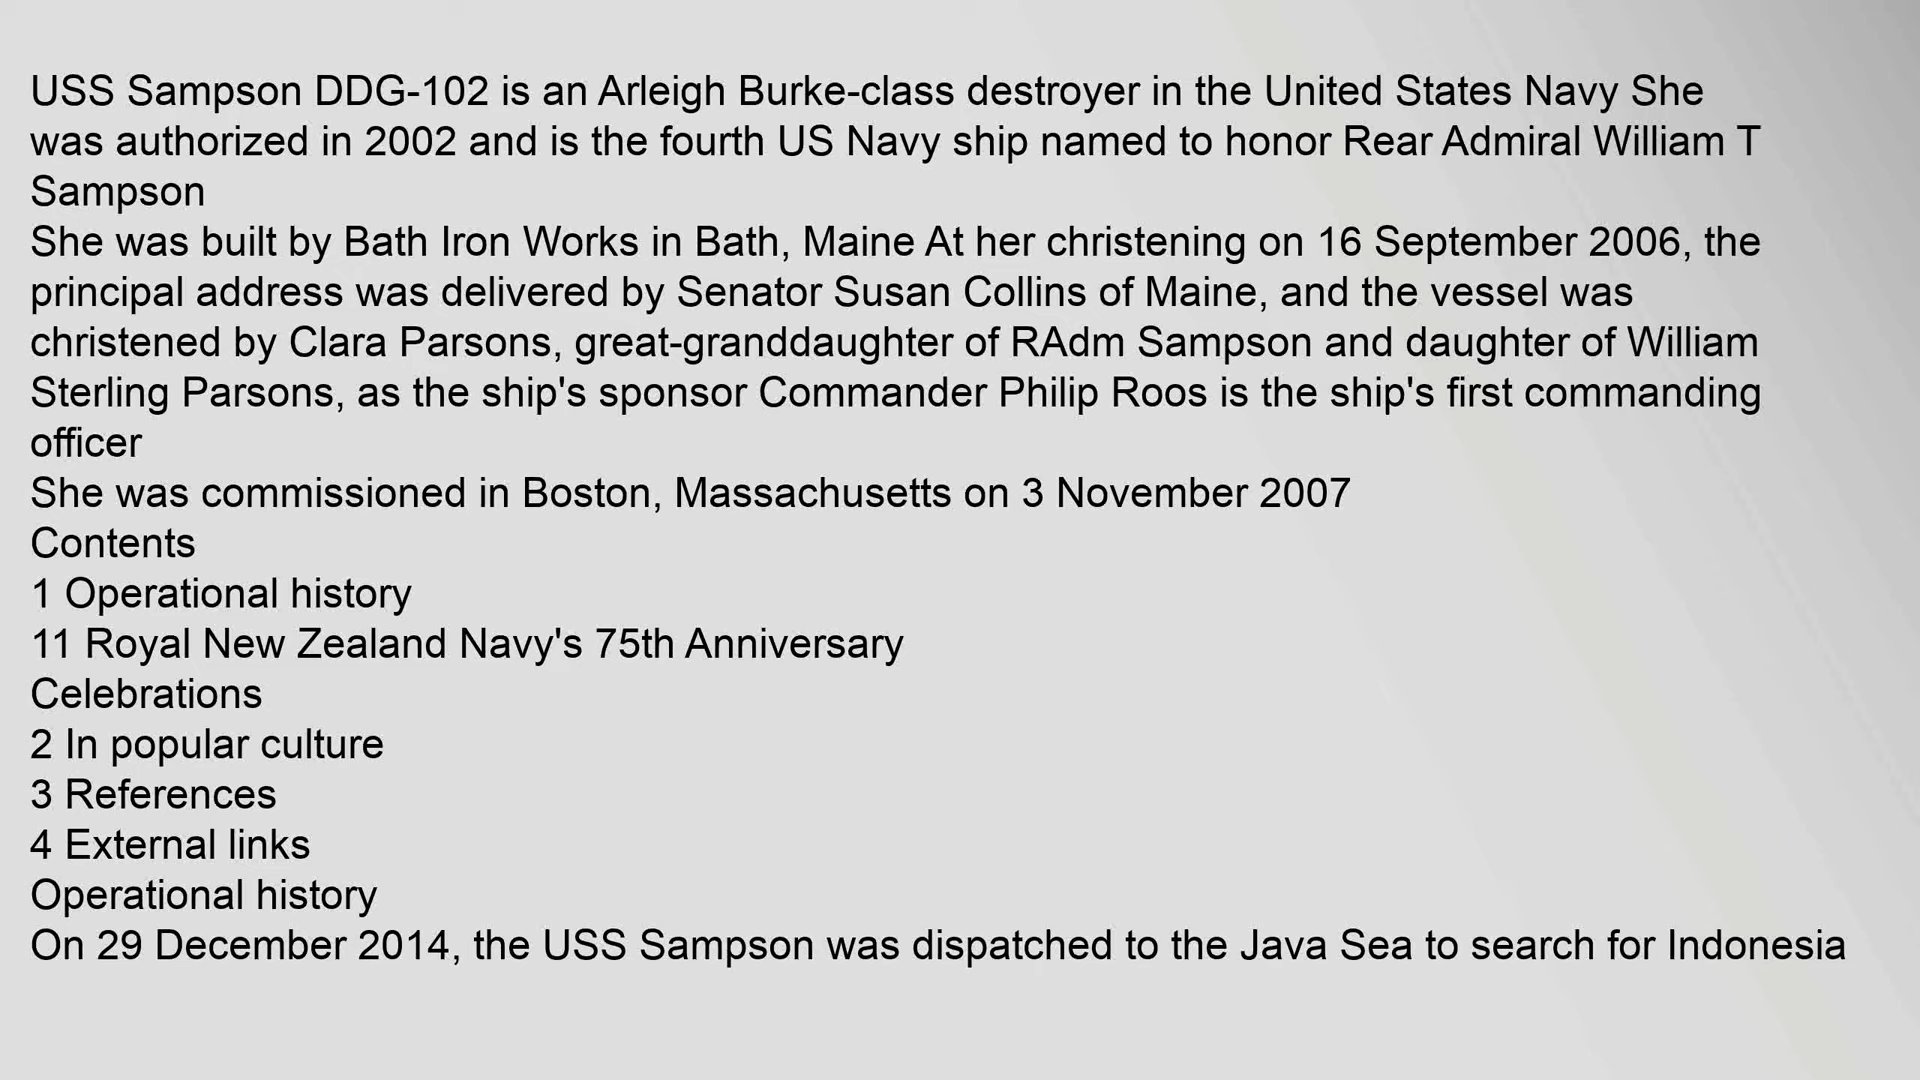 USS Sampson DDG-102 is an Arleigh Burke-class destroyer in the United States Navy She
was authorized in 2002 and is the fourth US Navy ship named to honor Rear Admiral William T
Sampson
She was built by Bath Iron Works in Bath, Maine At her christening on 16 September 2006, the
principal address was delivered by Senator Susan Collins of Maine, and the vessel was
christened by Clara Parsons, great-granddaughter of RAdm Sampson and daughter of William
Sterling Parsons, as the ship's sponsor Commander Philip Roos is the ship's first commanding
officer
She was commissioned in Boston, Massachusetts on 3 November 2007
Contents
1 Operational history
11 Royal New Zealand Navy's 75th Anniversary
Celebrations
2 In popular culture
3 References
4 External links
Operational history
On 29 December 2014, the USS Sampson was dispatched to the Java Sea to search for Indonesia